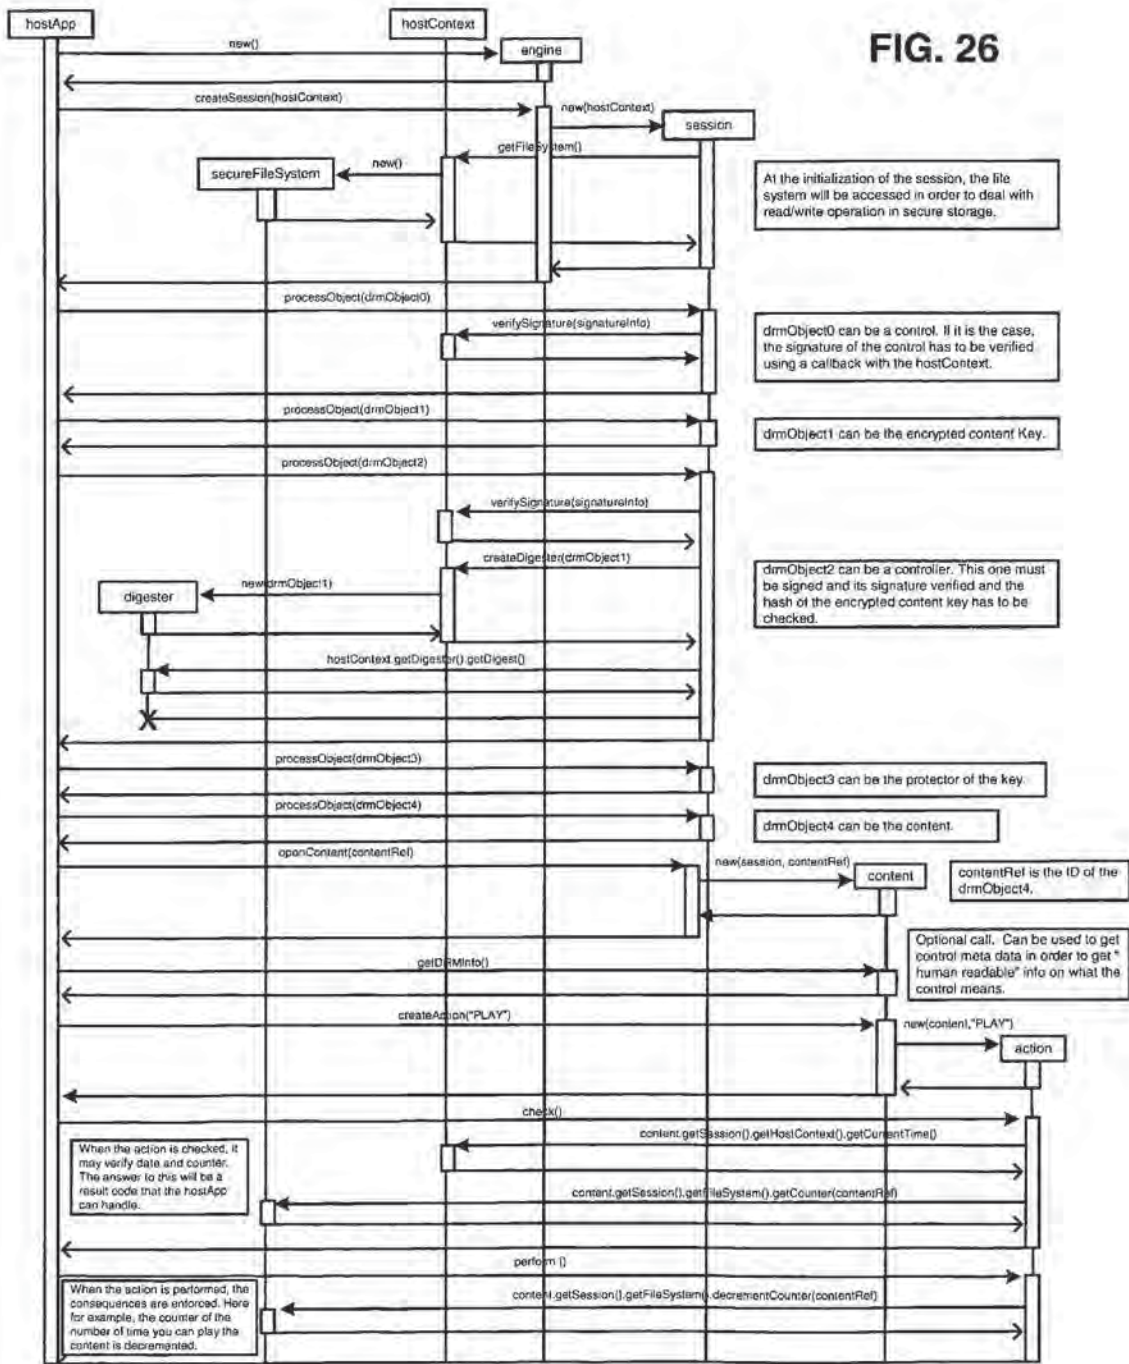 hostApp
hostContext
FIG. 26
new()
engine
createSession(hostContext)
new(hostContext)
session
getFileSystem()
new()
secureFileSystem
At the initialization of the session, the file
system will be accessed in order to deal with
read/write operation in secure storage.
processObject(drmObject0)
verifySignature(signatureInfo)
drmObject0 can be a control. If it is the case,
the signature of the control has to be verified
using a callback with the hostContext.
processObject(drmObject1)
drmObject1 can be the encrypted content Key.
processObject(drmObject2)
verifySignature(signatureInfo)
createDigester(drmObject1)
new(drmObject1)
digester
drmObject2 can be a controller. This one must
be signed and its signature verified and the
hash of the encrypted content key has to be
checked.
hostContext.getDigester().getDigest()
X
processObject(drmObject3)
drmObject3 can be the protector of the key.
processObject(drmObject4)
drmObject4 can be the content.
openContent(contentRef)
new(session, contentRef)
content
contentRef is the ID of the
drmObject4.
getDRMInfo()
Optional call. Can be used to get
control meta data in order to get "
human readable" info on what the
control means.
createAction("PLAY")
new(content,"PLAY")
action
check()
content.getSession().getHostContext().getCurrentTime()
When the action is checked, it
may verify date and counter.
The answer to this will be a
result code that the hostApp
can handle.
content.getSession().getFileSystem().getCounter(contentRef)
perform ()
When the action is performed, the
consequences are enforced. Here
for example, the counter of the
number of time you can play the
content is decremented.
content.getSession().getFileSystem().decrementCounter(contentRef)